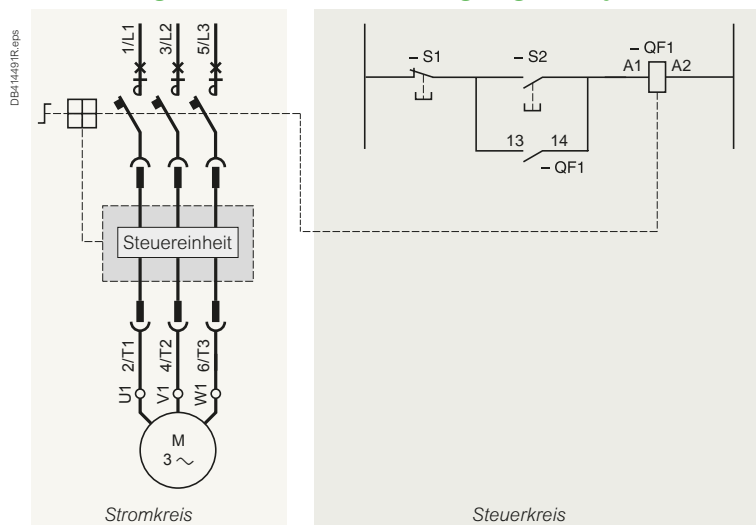 DB414491R.eps
1/L1
3/L2
5/L3
Steuereinheit
2/T1
4/T2
6/T3
U1
V1
W1
M
3 ~
Stromkreis
– S1
– S2
– QF1
A1
A2
13
14
– QF1
Steuerkreis